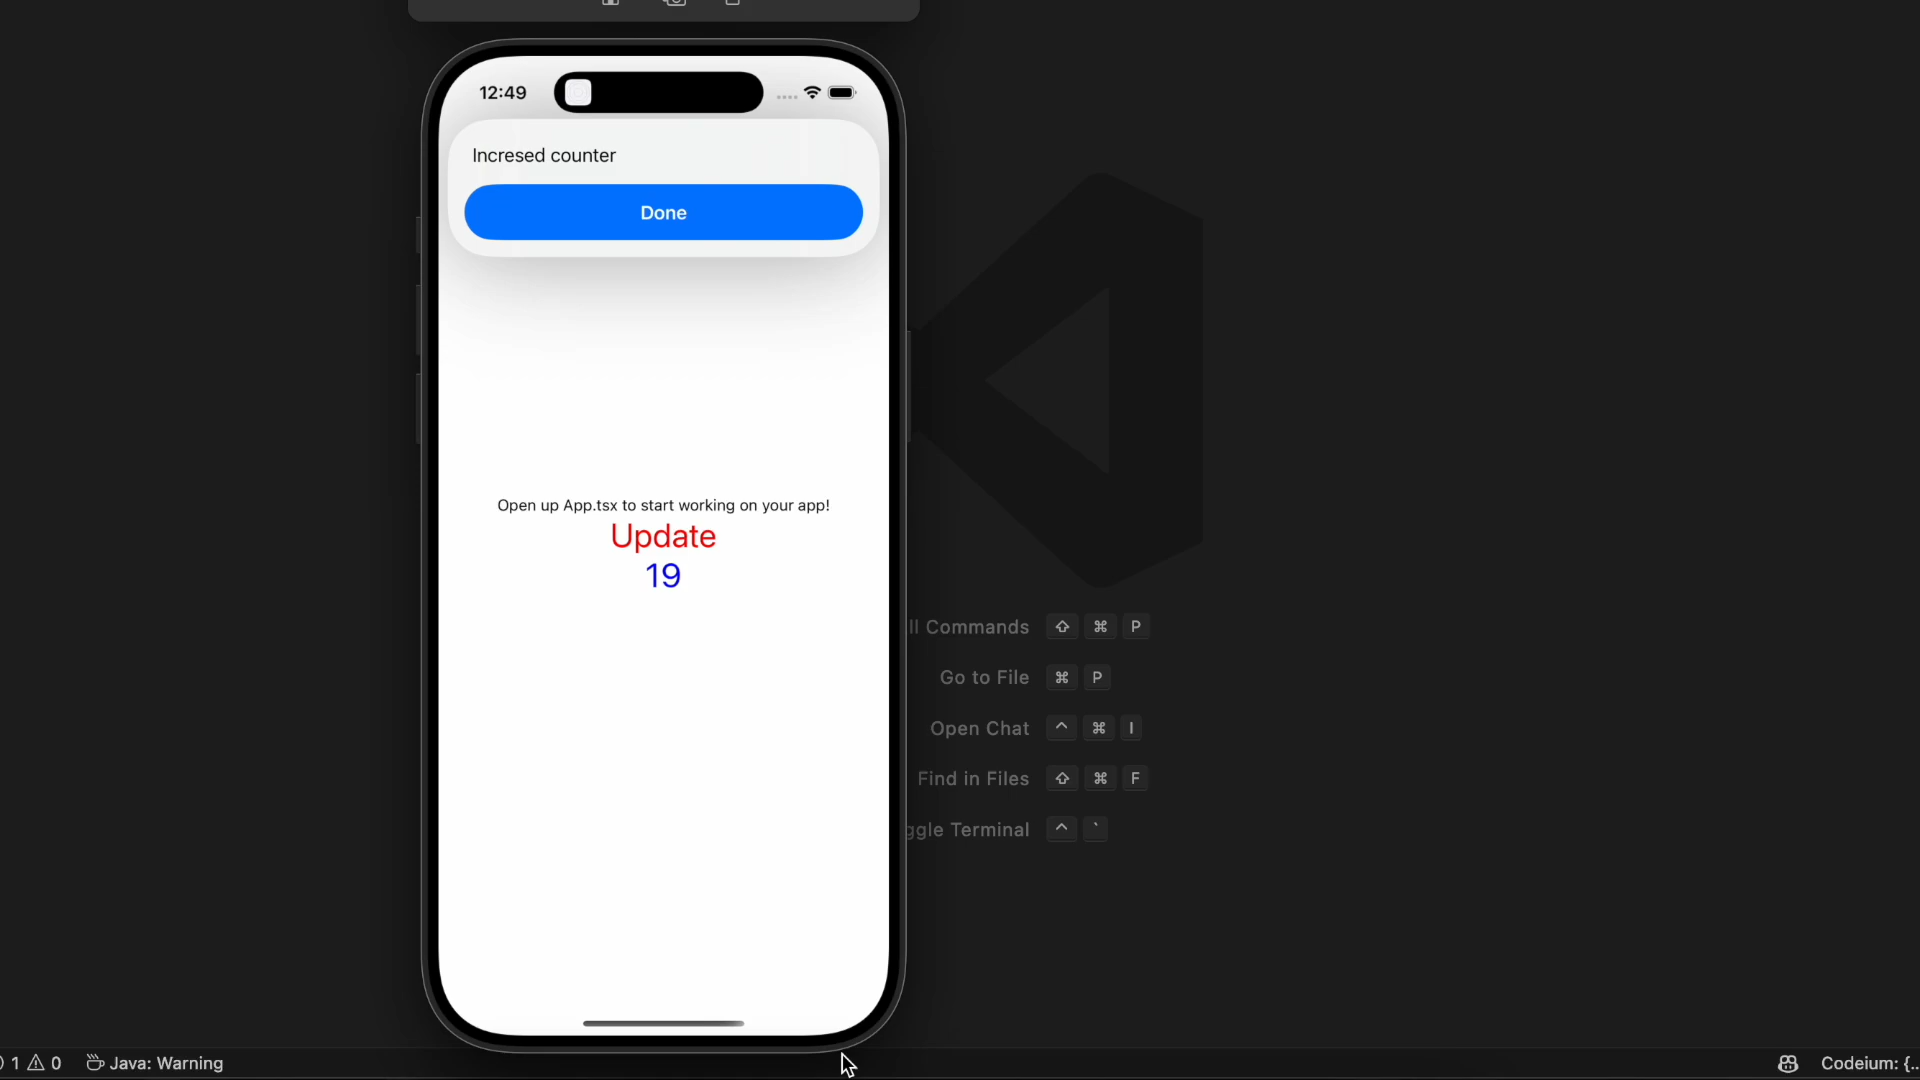 12:49
Incresed counter
Done
Open up App.tsx to start working on your app!
Update
19
ll Commands ⇧ ⌘ P
Go to File ⌘ P
Open Chat ^ ⌘ I
Find in Files ⇧ ⌘ F
ggle Terminal ^ `
1 0 Java: Warning
Codeium: {..